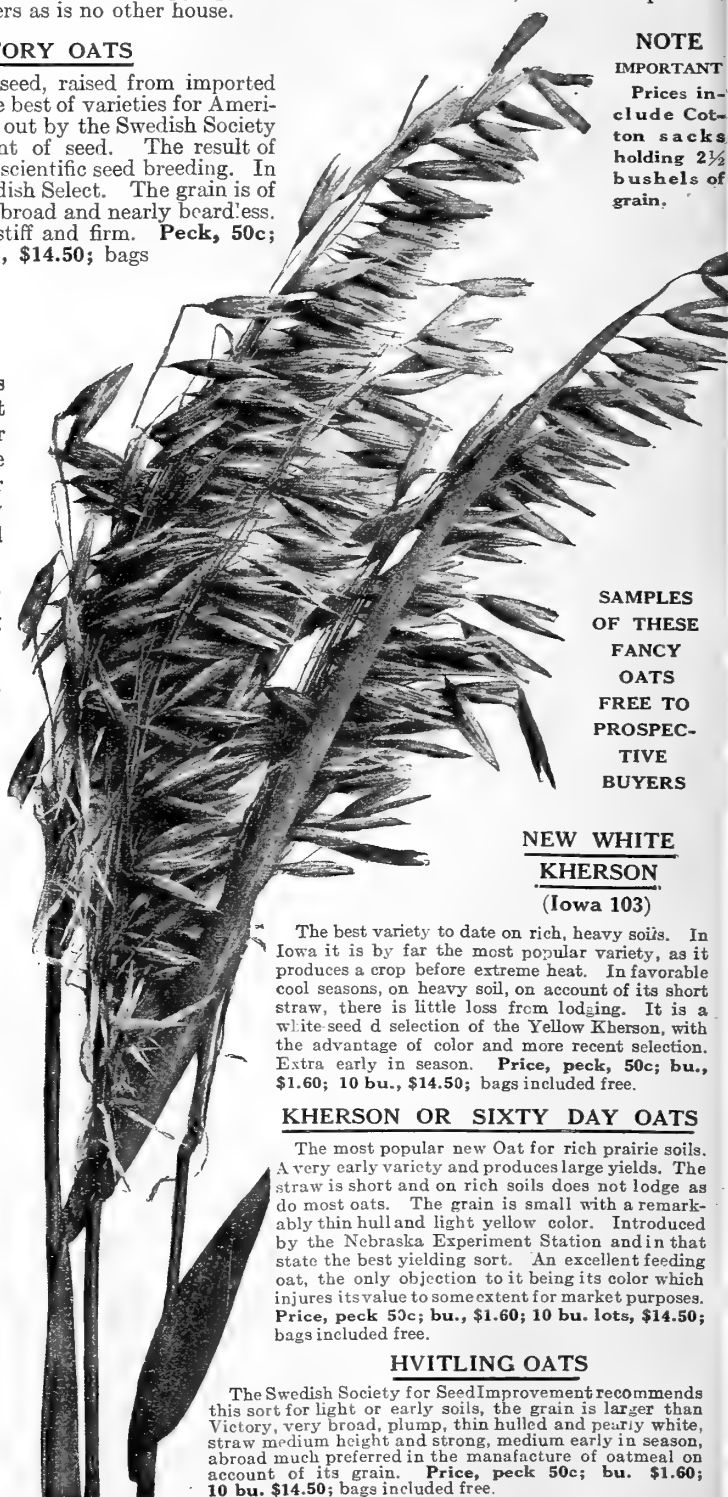 ers as is no other house.
ORY OATS
seed, raised from imported
e best of varieties for Ameri-
out by the Swedish Society
nt of seed. The result of
scientific seed breeding. In
dish Select. The grain is of
broad and nearly beard'ess.
stiff and firm. Peck, 50c;
., $14.50; bags
NOTE
IMPORTANT
Prices in-
clude Cot-
ton sacks
holding 2½
bushels of
grain.
s
t
r
e
r
l
SAMPLES
OF THESE
FANCY
OATS
FREE TO
PROSPEC-
TIVE
BUYERS
NEW WHITE
KHERSON
(Iowa 103)
The best variety to date on rich, heavy soils. In
Iowa it is by far the most popular variety, as it
produces a crop before extreme heat. In favorable
cool seasons, on heavy soil, on account of its short
straw, there is little loss from lodging. It is a
white seed d selection of the Yellow Kherson, with
the advantage of color and more recent selection.
Extra early in season. Price, peck, 50c; bu.,
$1.60; 10 bu., $14.50; bags included free.
KHERSON OR SIXTY DAY OATS
The most popular new Oat for rich prairie soils.
A very early variety and produces large yields. The
straw is short and on rich soils does not lodge as
do most oats. The grain is small with a remark-
ably thin hull and light yellow color. Introduced
by the Nebraska Experiment Station and in that
state the best yielding sort. An excellent feeding
oat, the only objection to it being its color which
injures its value to some extent for market purposes.
Price, peck 50c; bu., $1.60; 10 bu. lots, $14.50;
bags included free.
HVITLING OATS
The Swedish Society for Seed Improvement recommends
this sort for light or early soils, the grain is larger than
Victory, very broad, plump, thin hulled and pearly white,
straw medium height and strong, medium early in season,
abroad much preferred in the manafacture of oatmeal on
account of its grain. Price, peck 50c; bu. $1.60;
10 bu. $14.50; bags included free.